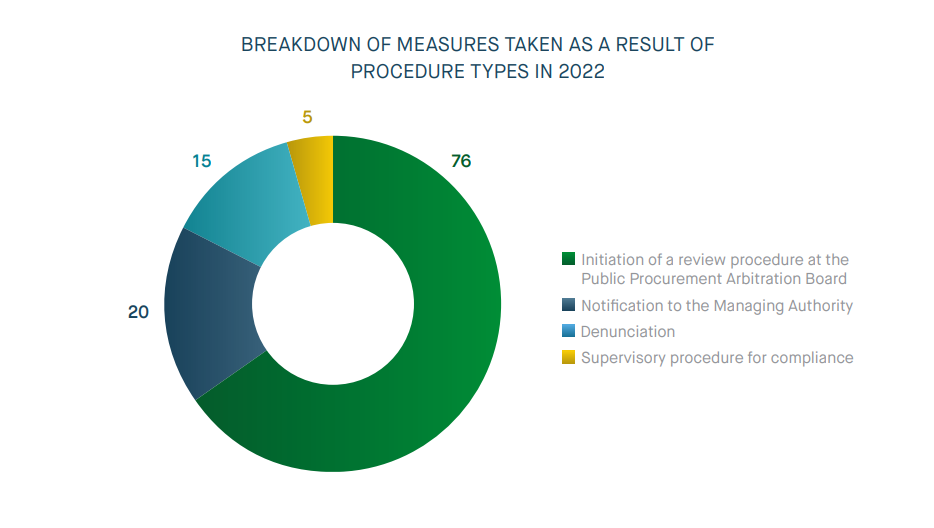 BREAKDOWN OF MEASURES TAKEN AS A RESULT OF
PROCEDURE TYPES IN 2022
5
15
76
20
Initiation of a review procedure at the
Public Procurement Arbitration Board
Notification to the Managing Authority
Denunciation
Supervisory procedure for compliance